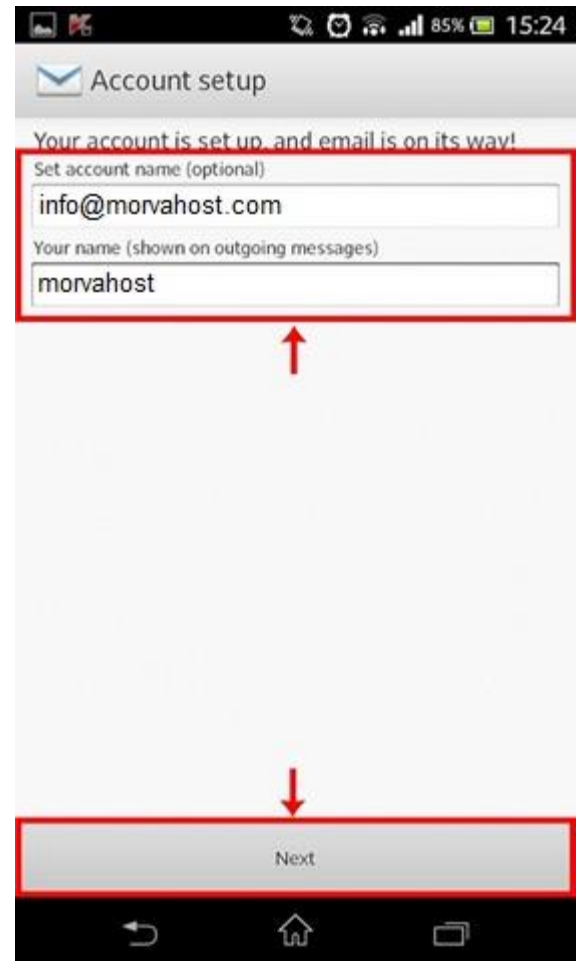 85% 15:24
Account setup
Your account is set up, and email is on its way!
Set account name (optional)
info@morvahost.com
Your name (shown on outgoing messages)
morvahost
Next